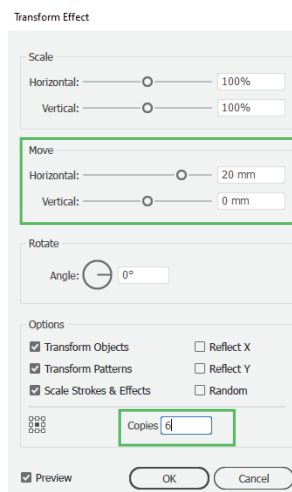 Transform Effect
Scale
Horizontal: 100%
Vertical: 100%
Move
Horizontal: 20 mm
Vertical: 0 mm
Rotate
Angle: 0°
Options
Transform Objects Reflect X
Transform Patterns Reflect Y
Scale Strokes & Effects Random
Copies 6
Preview OK Cancel